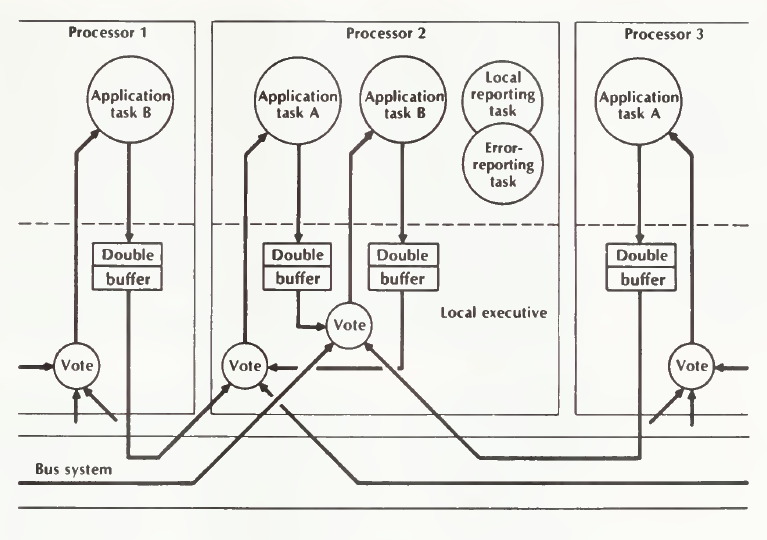 Processor 1
Processor 2
Processor 3
Application
task B
Application
task A
Application
task B
Local
reporting
task
Error-
reporting
task
Application
task A
Double
buffer
Double
buffer
Double
buffer
Double
buffer
Local executive
Vote
Vote
Vote
Vote
Bus system